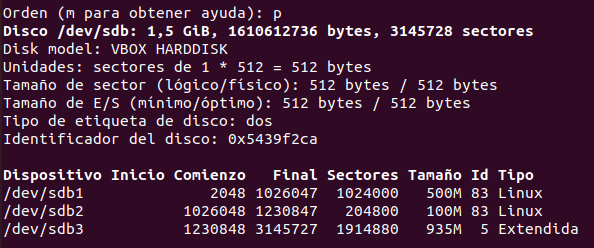 Orden (m para obtener ayuda): p
Disco /dev/sdb: 1,5 GiB, 1610612736 bytes, 3145728 sectores
Disk model: VBOX HARDDISK
Unidades: sectores de 1 * 512 = 512 bytes
Tamaño de sector (lógico/físico): 512 bytes / 512 bytes
Tamaño de E/S (mínimo/óptimo): 512 bytes / 512 bytes
Tipo de etiqueta de disco: dos
Identificador del disco: 0x5439f2ca
Dispositivo Inicio Comienzo Final Sectores Tamaño Id Tipo
/dev/sdb1 2048 1026047 1024000 500M 83 Linux
/dev/sdb2 1026048 1230847 204800 100M 83 Linux
/dev/sdb3 1230848 3145727 1914880 935M 5 Extendida